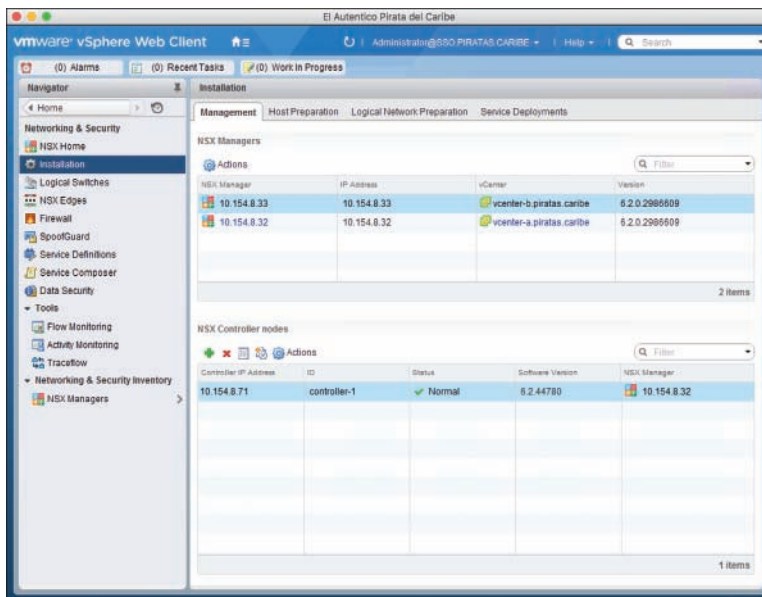 El Autentico Pirata del Caribe
vmware® vSphere Web Client
Administrator@SSO.PIRATAS.CARIBE
Help
Search
(0) Alarms
(0) Recent Tasks
(0) Work In Progress
Navigator
Installation
Home
Networking & Security
NSX Home
Installation
Logical Switches
NSX Edges
Firewall
SpoofGuard
Service Definitions
Service Composer
Data Security
Tools
Flow Monitoring
Activity Monitoring
Traceflow
Networking & Security Inventory
NSX Managers
Management Host Preparation Logical Network Preparation Service Deployments
NSX Managers
Actions
Filter
NSX Manager IP Address vCenter Version
10.154.8.33 10.154.8.33 vcenter-b.piratas.caribe 6.2.0.2986609
10.154.8.32 10.154.8.32 vcenter-a.piratas.caribe 6.2.0.2986609
2 items
NSX Controller nodes
Actions
Filter
Controller IP Address ID Status Software Version NSX Manager
10.154.8.71 controller-1 Normal 6.2.44780 10.154.8.32
1 items